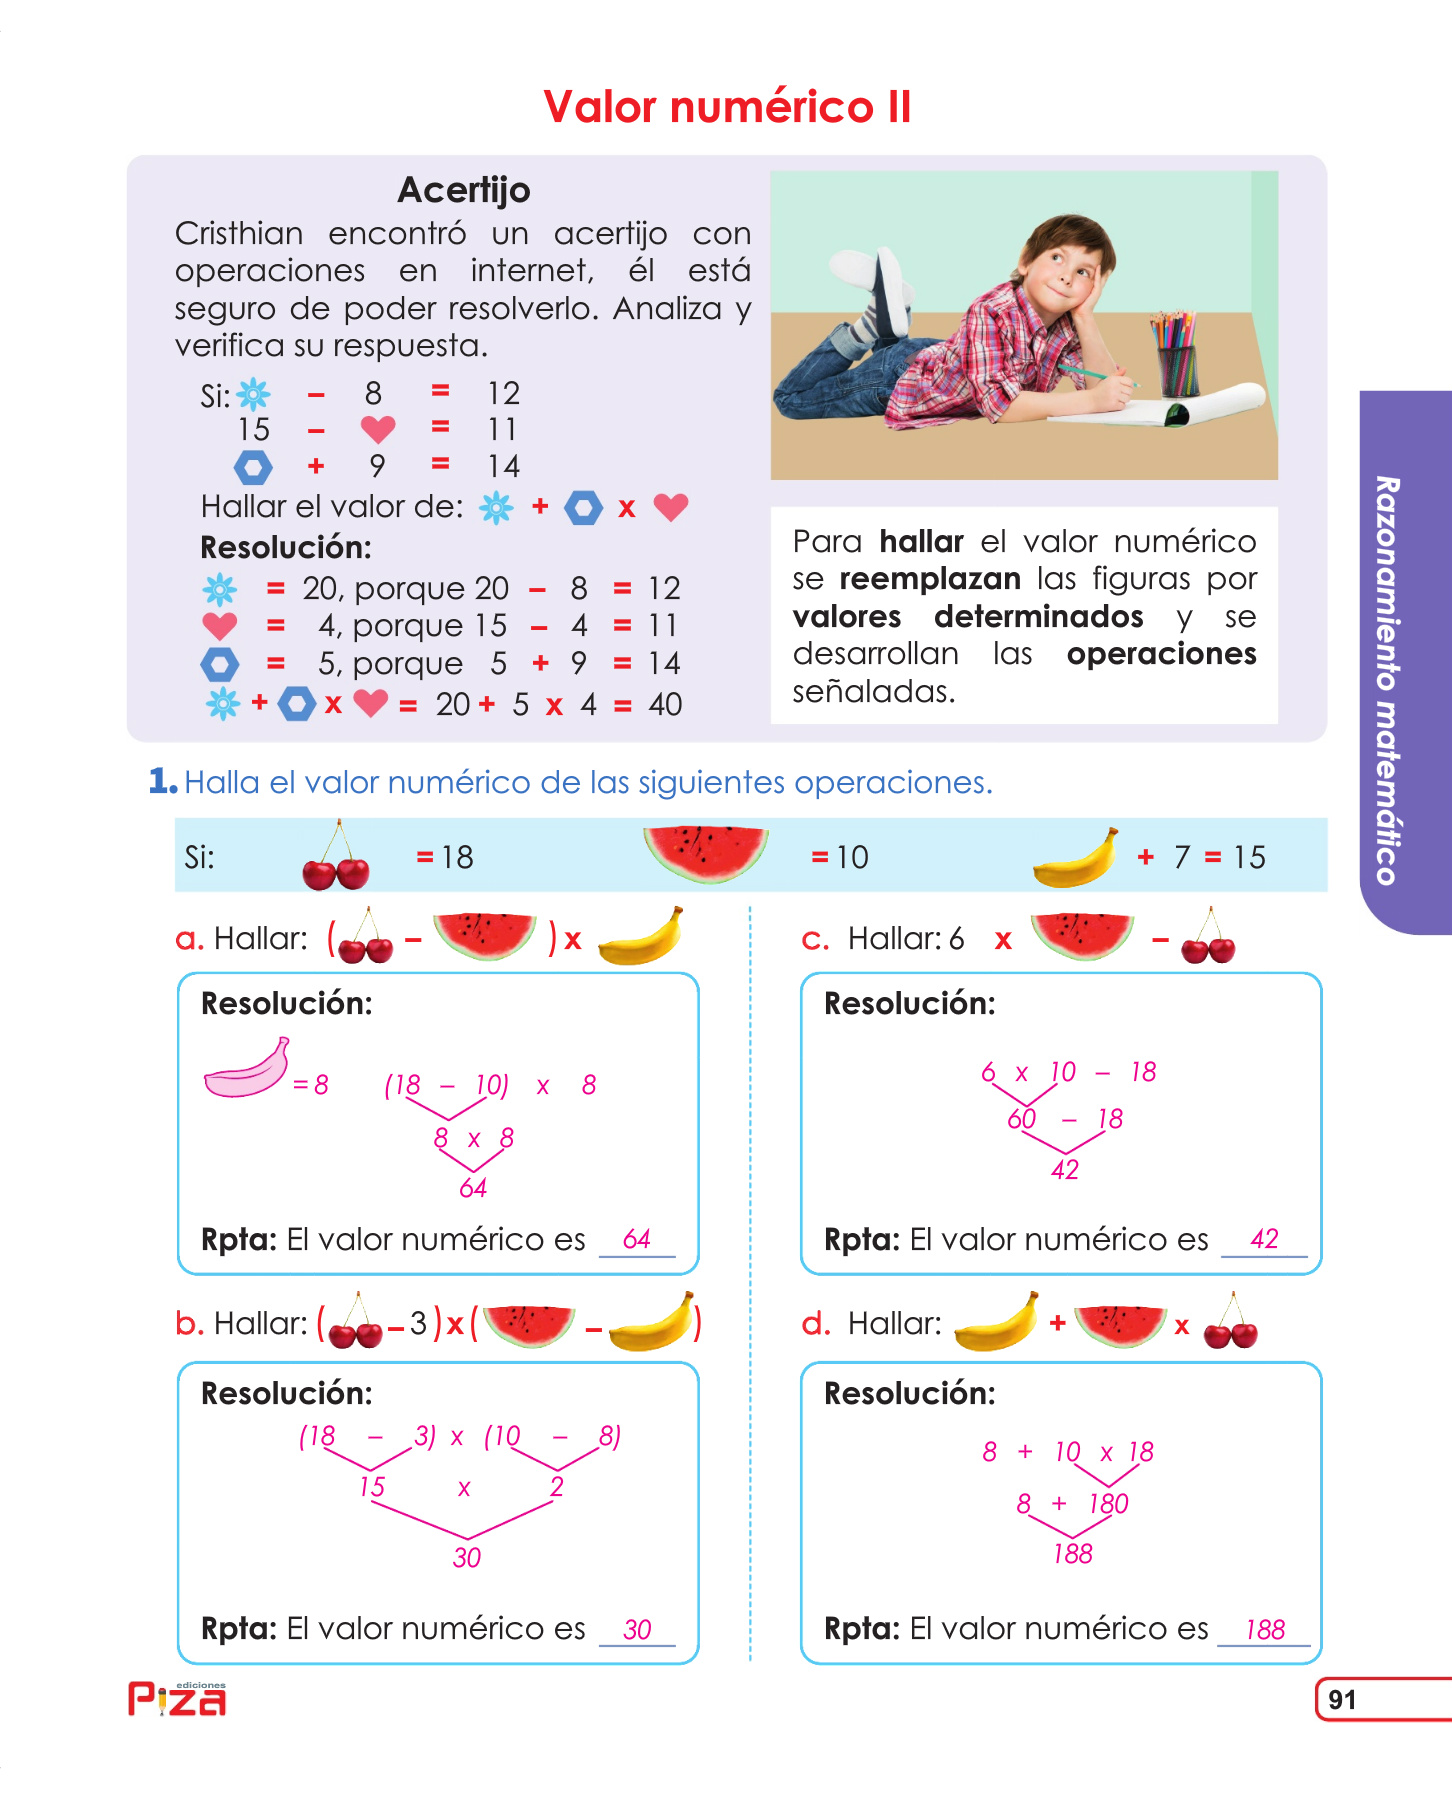 Valor numérico II
Acertijo
Cristhian encontró un acertijo con
operaciones en internet, él está
seguro de poder resolverlo. Analiza y
verifica su respuesta.
Si: – 8 = 12
15 – = 11
+ 9 = 14
Hallar el valor de: + x
Resolución:
= 20, porque 20 – 8 = 12
= 4, porque 15 – 4 = 11
= 5, porque 5 + 9 = 14
+ x = 20 + 5 x 4 = 40
Para hallar el valor numérico
se reemplazan las figuras por
valores determinados y se
desarrollan las operaciones
señaladas.
Razonamiento matemático
1. Halla el valor numérico de las siguientes operaciones.
Si: = 18 = 10 + 7 = 15
a. Hallar: ( – ) x
Resolución:
= 8 (18 – 10) x 8
8 x 8
64
Rpta: El valor numérico es 64
b. Hallar: ( – 3 ) x ( – )
Resolución:
(18 – 3) x (10 – 8)
15 x 2
30
Rpta: El valor numérico es 30
c. Hallar: 6 x –
Resolución:
6 x 10 – 18
60 – 18
42
Rpta: El valor numérico es 42
d. Hallar: + x
Resolución:
8 + 10 x 18
8 + 180
188
Rpta: El valor numérico es 188
ediciones
Piza
91